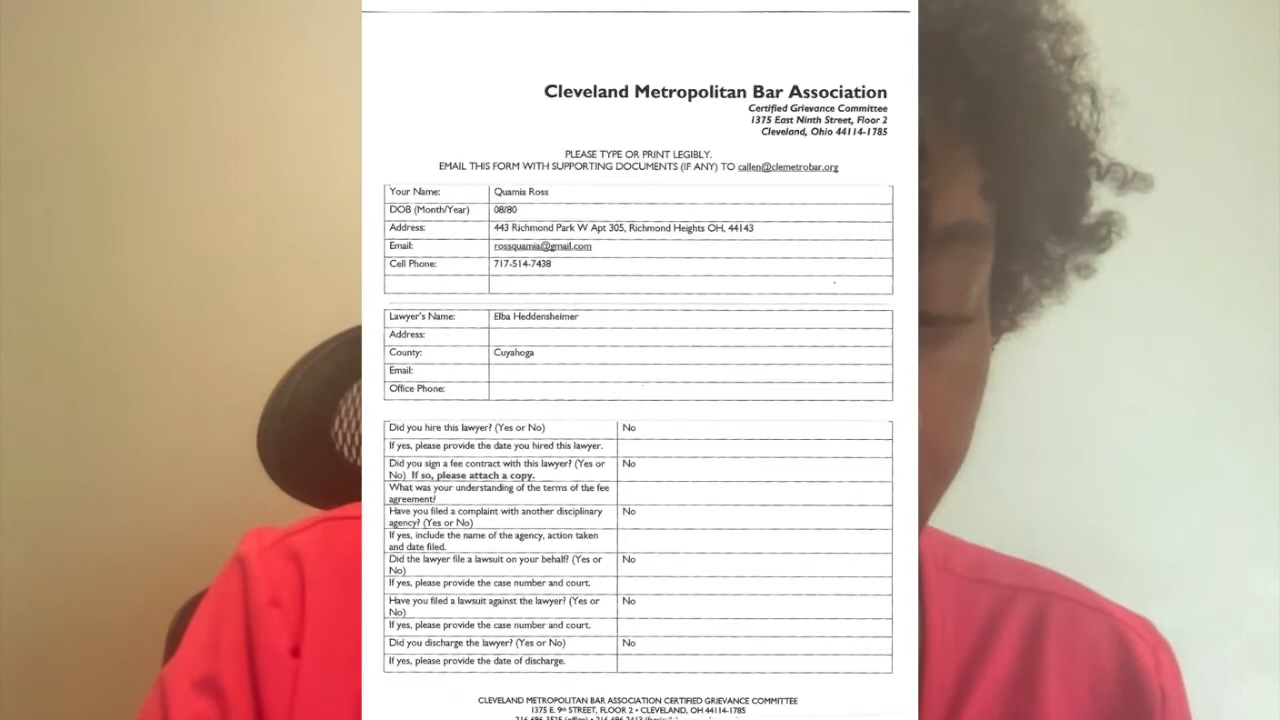 Cleveland Metropolitan Bar Association
Certified Grievance Committee
1375 East Ninth Street, Floor 2
Cleveland, Ohio 44114-1785
PLEASE TYPE OR PRINT LEGIBLY.
EMAIL THIS FORM WITH SUPPORTING DOCUMENTS (IF ANY) TO callen@clemetrobar.org
Your Name: Quamia Ross
DOB (Month/Year) 08/80
Address: 443 Richmond Park W Apt 305, Richmond Heights OH, 44143
Email: rossquamia@gmail.com
Cell Phone: 717-514-7438
Lawyer's Name: Elba Heddensheimer
Address:
County: Cuyahoga
Email:
Office Phone:
Did you hire this lawyer? (Yes or No) No
If yes, please provide the date you hired this lawyer.
Did you sign a fee contract with this lawyer? (Yes or No
No) If so, please attach a copy.
What was your understanding of the terms of the fee
agreement?
Have you filed a complaint with another disciplinary No
agency? (Yes or No)
If yes, include the name of the agency, action taken
and date filed.
Did the lawyer file a lawsuit on your behalf? (Yes or No
No)
If yes, please provide the case number and court.
Have you filed a lawsuit against the lawyer? (Yes or No
No)
If yes, please provide the case number and court.
Did you discharge the lawyer? (Yes or No) No
If yes, please provide the date of discharge.
CLEVELAND METROPOLITAN BAR ASSOCIATION CERTIFIED GRIEVANCE COMMITTEE
1375 E. 9th STREET, FLOOR 2 • CLEVELAND, OH 44114-1785